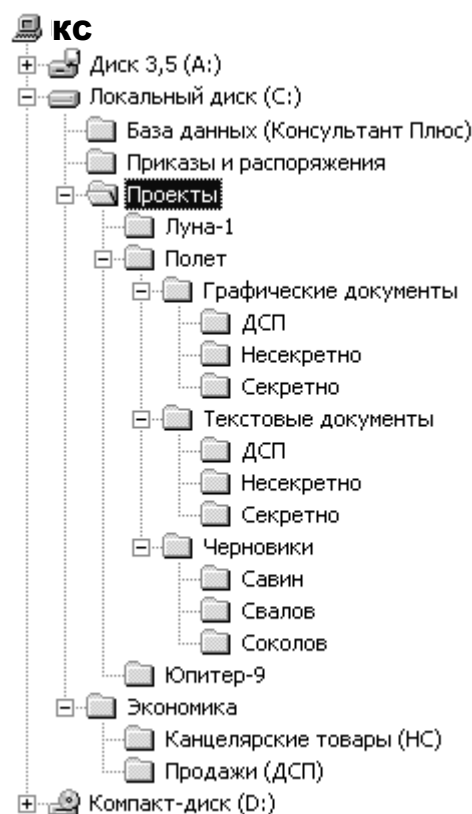 КС
Диск 3,5 (A:)
Локальный диск (C:)
База данных (Консультант Плюс)
Приказы и распоряжения
Проекты
Луна-1
Полет
Графические документы
ДСП
Несекретно
Секретно
Текстовые документы
ДСП
Несекретно
Секретно
Черновики
Савин
Свалов
Соколов
Юпитер-9
Экономика
Канцелярские товары (НС)
Продажи (ДСП)
Компакт-диск (D:)